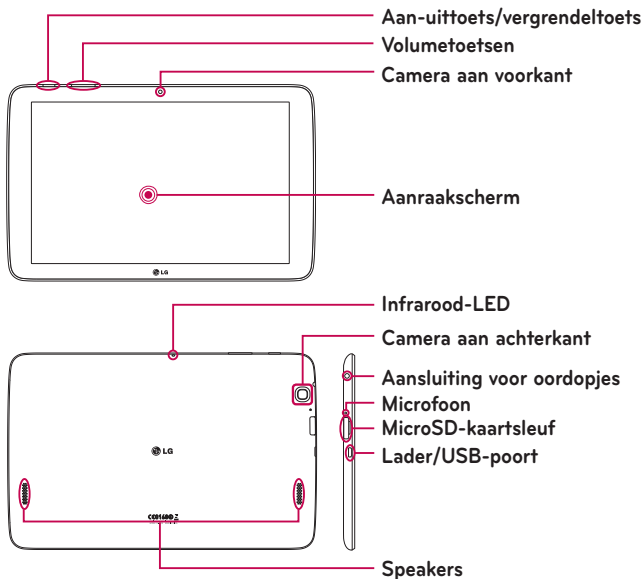 Aan-uittoets/vergrendeltoets
Volumetoetsen
Camera aan voorkant
Aanraakscherm
LG
Infrarood-LED
Camera aan achterkant
Aansluiting voor oordopjes
Microfoon
MicroSD-kaartsleuf
LG
Lader/USB-poort
Speakers